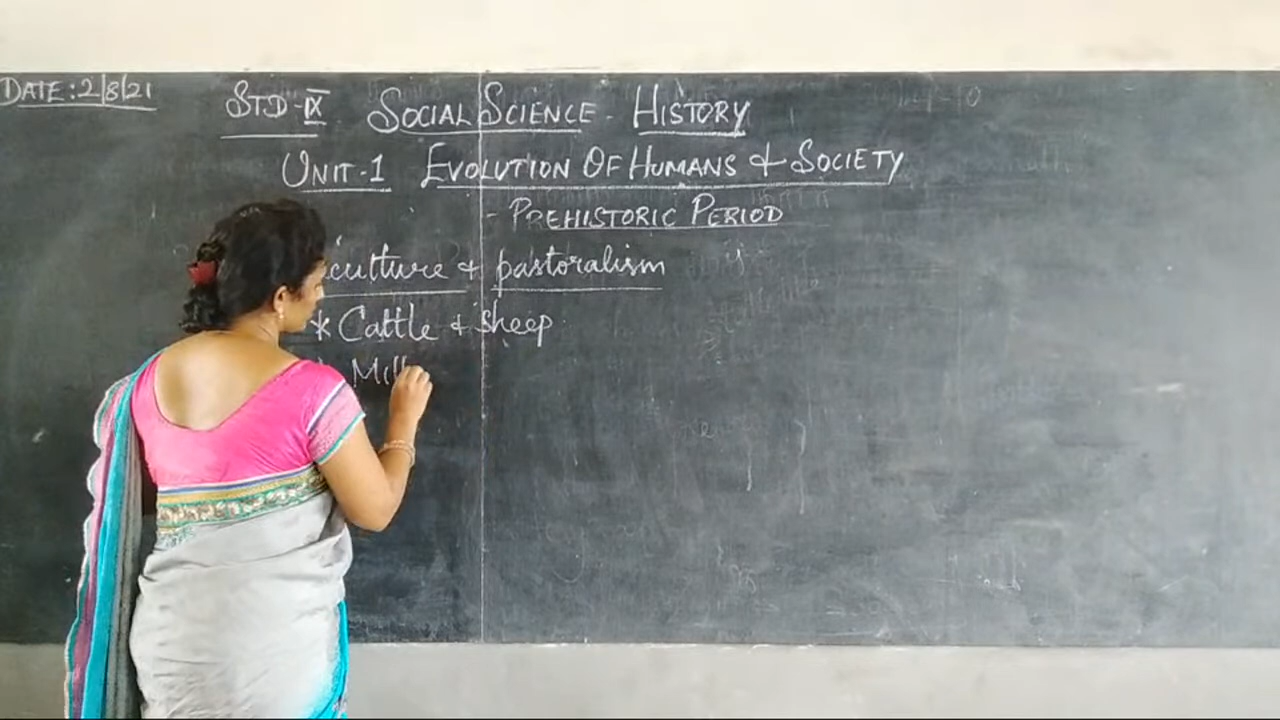 DATE: 2/8/21
STD-IX SOCIAL SCIENCE - HISTORY
UNIT-1 EVOLUTION OF HUMANS & SOCIETY
- PREHISTORIC PERIOD
culture & pastoralism
* Cattle & sheep